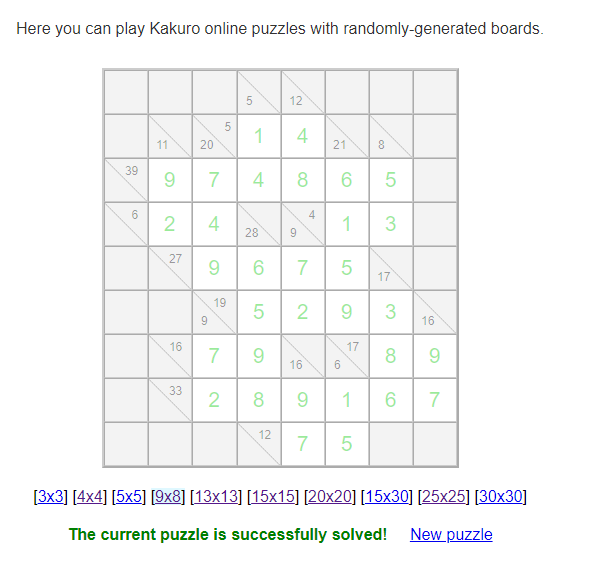 Here you can play Kakuro online puzzles with randomly-generated boards.
5 12
11 5 20 1 4 21 8
39 9 7 4 8 6 5
6 2 4 28 4 9 1 3
27 9 6 7 5 17
19 9 5 2 9 3 16
16 7 9 16 17 6 8 9
33 2 8 9 1 6 7
12 7 5
[3x3] [4x4] [5x5] [9x8] [13x13] [15x15] [20x20] [15x30] [25x25] [30x30]
The current puzzle is successfully solved! New puzzle